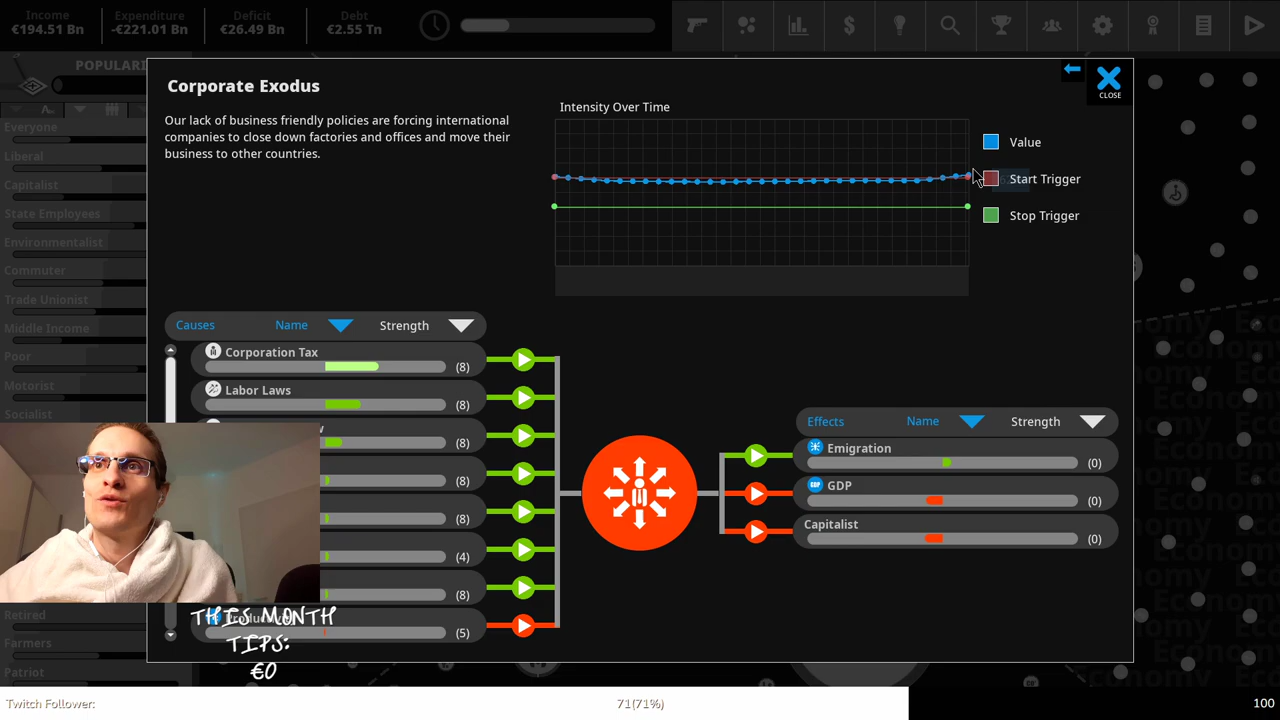 Income
Expenditure
Deficit
Debt
€194.51 Bn
-€221.01 Bn
€26.49 Bn
€2.55 Tn
POPULARI
Everyone
Liberal
Capitalist
State Employees
Environmentalist
Commuter
Trade Unionist
Middle Income
Poor
Motorist
Socialist
Retired
Farmers
Patriot
Corporate Exodus
CLOSE
Our lack of business friendly policies are forcing international
companies to close down factories and offices and move their
business to other countries.
Intensity Over Time
Value
Start Trigger
Stop Trigger
Causes
Name
Strength
Corporation Tax
(8)
Labor Laws
(8)
(8)
(8)
(8)
(4)
(8)
(5)
Effects
Name
Strength
Emigration
(0)
GDP
(0)
Capitalist
(0)
THIS MONTH
TIPS:
€0
Twitch Follower:
71(71%)
100